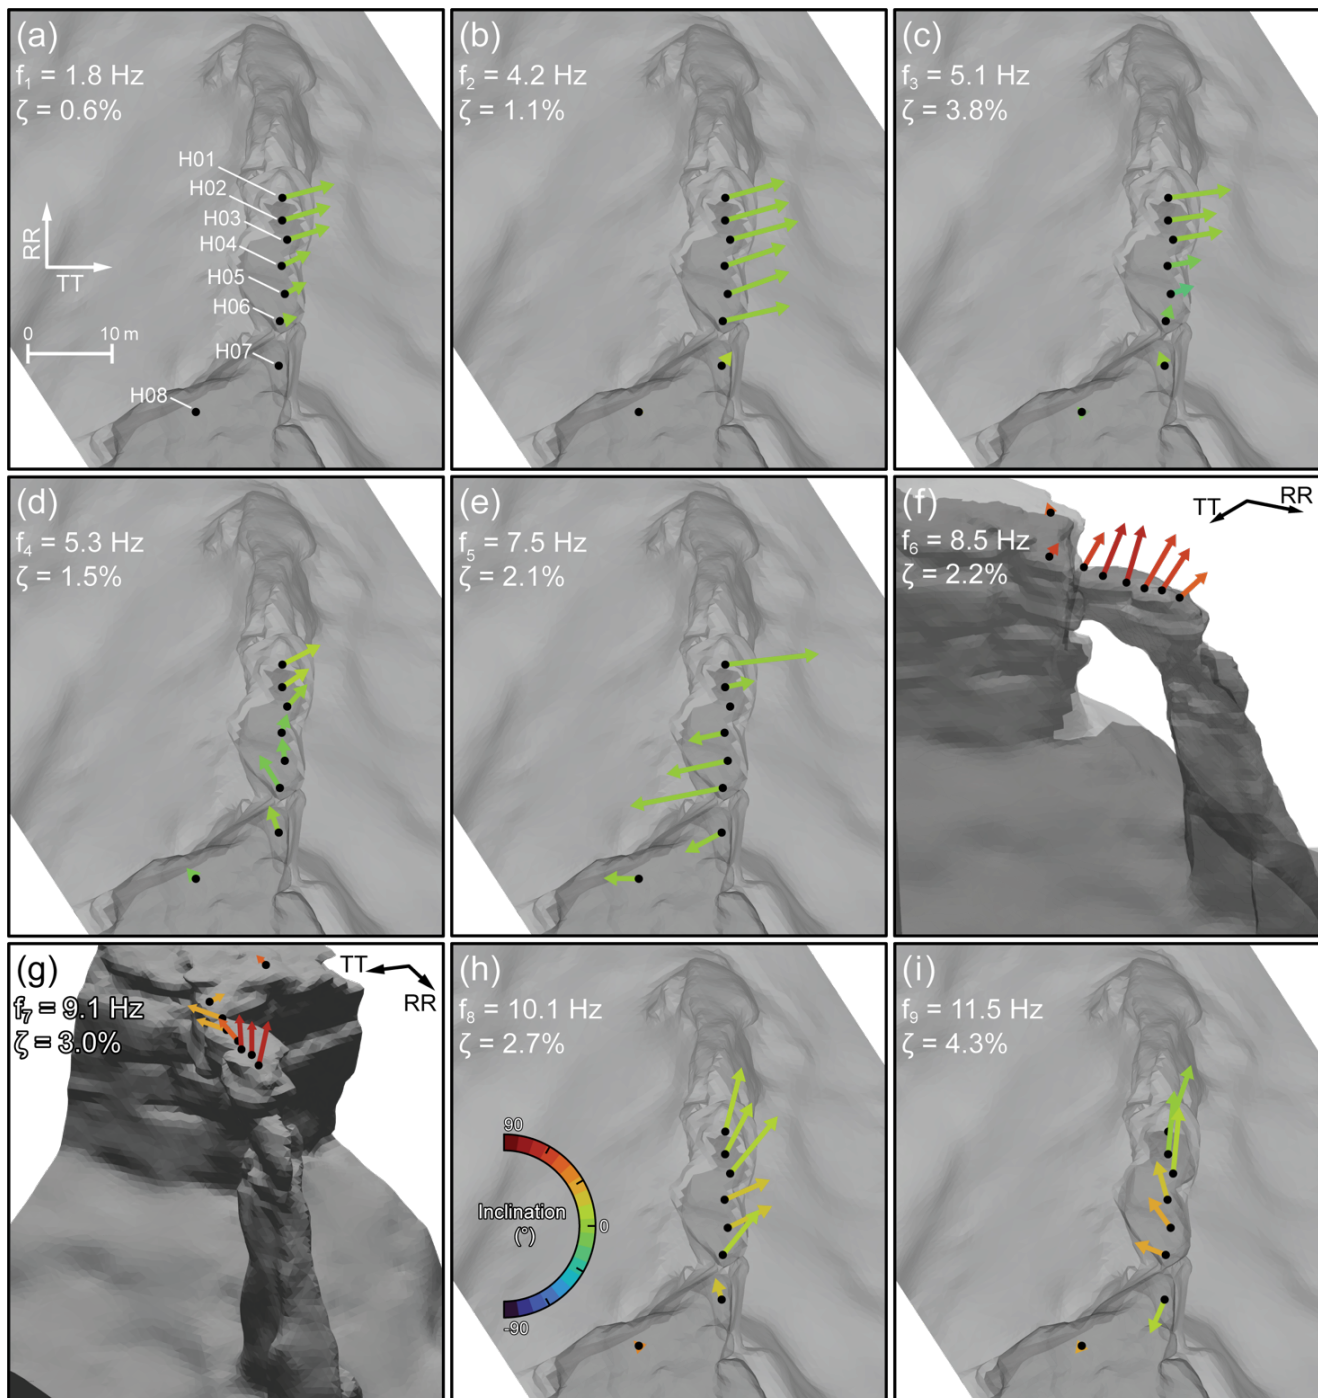 (a)
f₁ = 1.8 Hz
ζ = 0.6%
H01
H02
H03
H04
H05
H06
H07
H08
RR
TT
0 10 m
(b)
f₂ = 4.2 Hz
ζ = 1.1%
(c)
f₃ = 5.1 Hz
ζ = 3.8%
(d)
f₄ = 5.3 Hz
ζ = 1.5%
(e)
f₅ = 7.5 Hz
ζ = 2.1%
(f)
f₆ = 8.5 Hz
ζ = 2.2%
TT RR
(g)
f₇ = 9.1 Hz
ζ = 3.0%
TT
RR
(h)
f₈ = 10.1 Hz
ζ = 2.7%
90
Inclination
(°)
0
-90
(i)
f₉ = 11.5 Hz
ζ = 4.3%